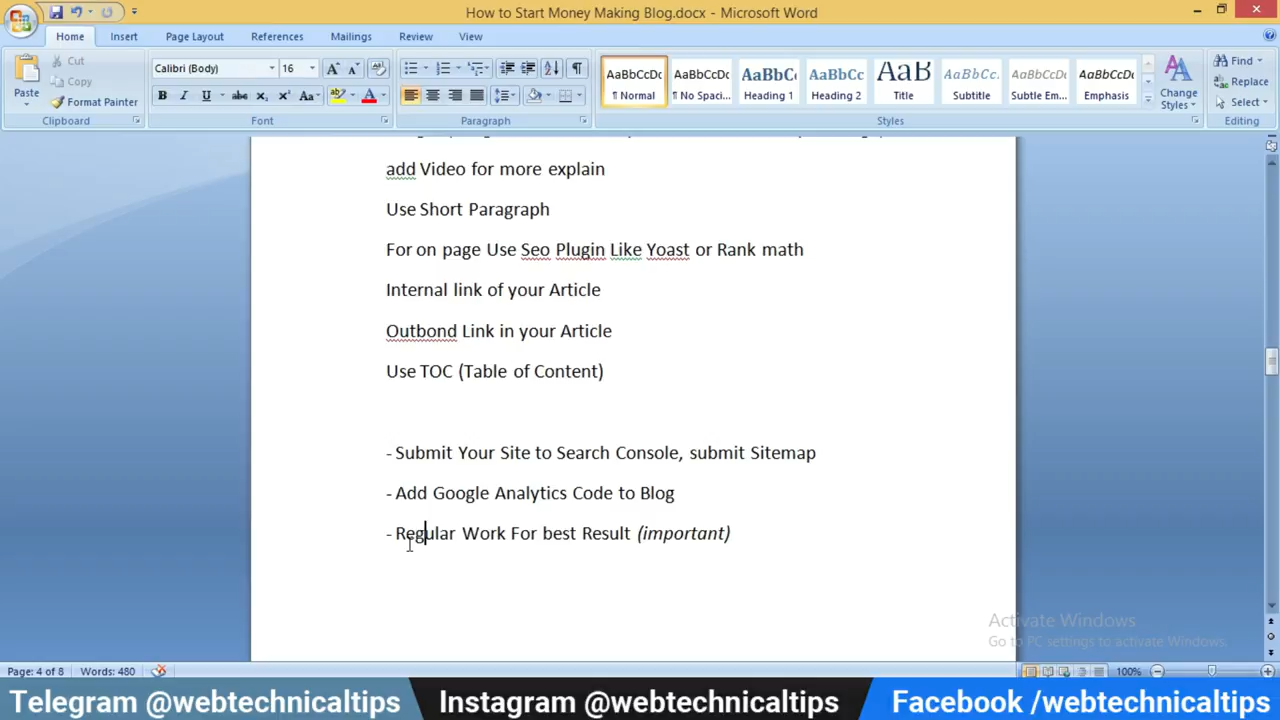 How to Start Money Making Blog.docx - Microsoft Word
Home Insert Page Layout References Mailings Review View
Paste
Cut
Copy
Format Painter
Clipboard
Calibri (Body) 16
Font
Paragraph
AaBbCcDc AaBbCcDc AaBbC AaBbCc AaB AaBbCc. AaBbCcDc AaBbCcDc
¶ Normal ¶ No Spaci... Heading 1 Heading 2 Title Subtitle Subtle Em... Emphasis
Change Styles
Styles
Find
Replace
Select
Editing
add Video for more explain
Use Short Paragraph
For on page Use Seo Plugin Like Yoast or Rank math
Internal link of your Article
Outbond Link in your Article
Use TOC (Table of Content)
- Submit Your Site to Search Console, submit Sitemap
- Add Google Analytics Code to Blog
- Regular Work For best Result (important)
Activate Windows
Go to PC settings to activate Windows.
Page: 4 of 8 Words: 480 100%
Telegram @webtechnicaltips Instagram @webtechnicaltips Facebook /webtechnicaltips